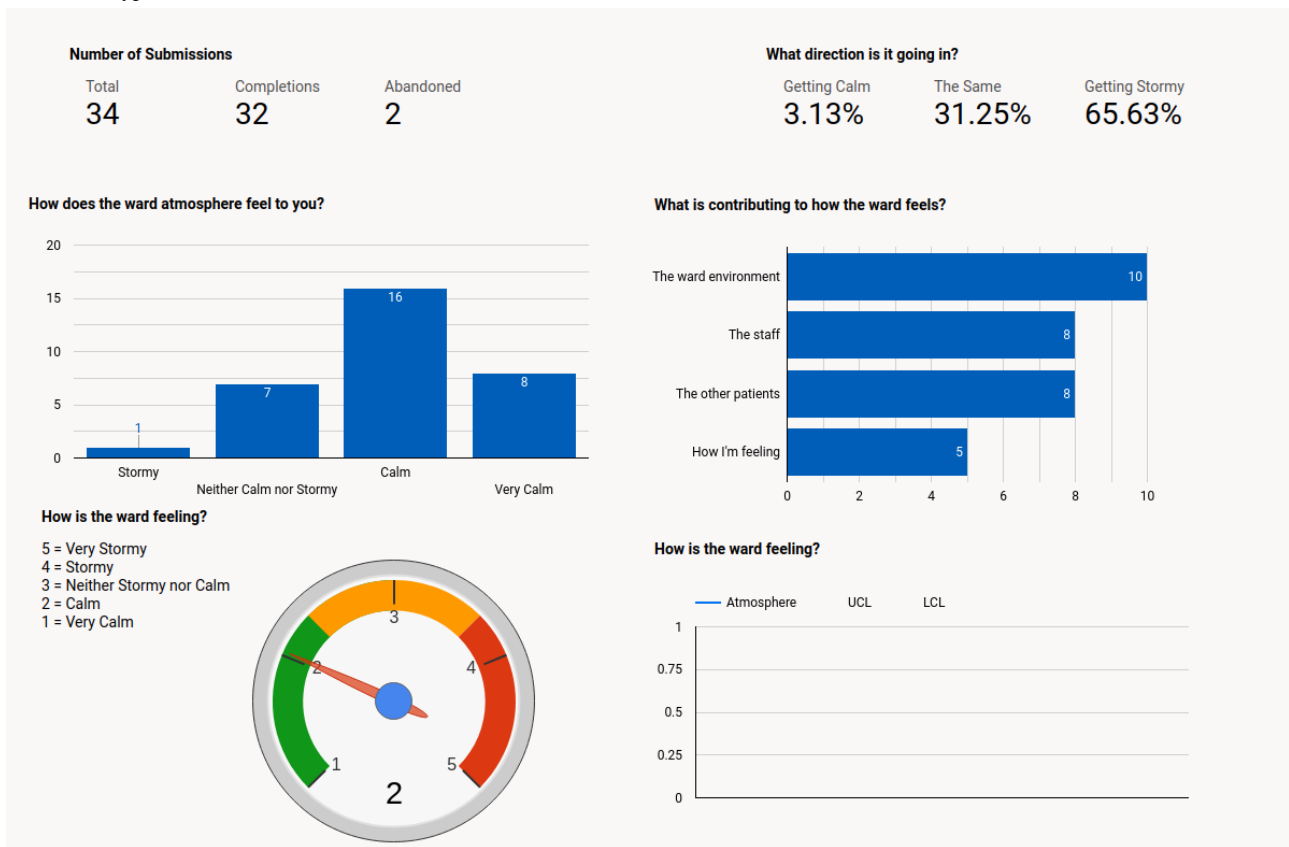 Number of Submissions
Total Completions Abandoned
34 32 2
What direction is it going in?
Getting Calm The Same Getting Stormy
3.13% 31.25% 65.63%
How does the ward atmosphere feel to you?
20
15
10
5
0
1
7
16
8
Stormy
Neither Calm nor Stormy
Calm
Very Calm
What is contributing to how the ward feels?
The ward environment 10
The staff 8
The other patients 8
How I'm feeling 5
0 2 4 6 8 10
How is the ward feeling?
5 = Very Stormy
4 = Stormy
3 = Neither Stormy nor Calm
2 = Calm
1 = Very Calm
1
2
3
4
5
2
How is the ward feeling?
Atmosphere UCL LCL
1
0.75
0.5
0.25
0